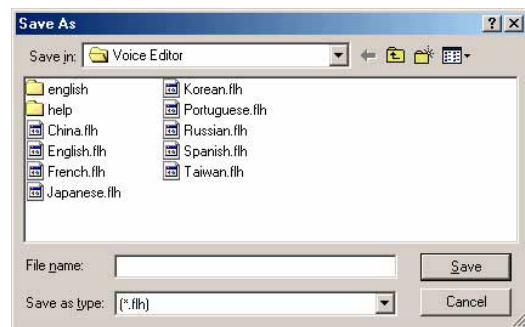 Save As
Save in: Voice Editor
english
help
China.flh
English.flh
French.flh
Japanese.flh
Korean.flh
Portuguese.flh
Russian.flh
Spanish.flh
Taiwan.flh
File name:
Save
Save as type: (*.flh)
Cancel